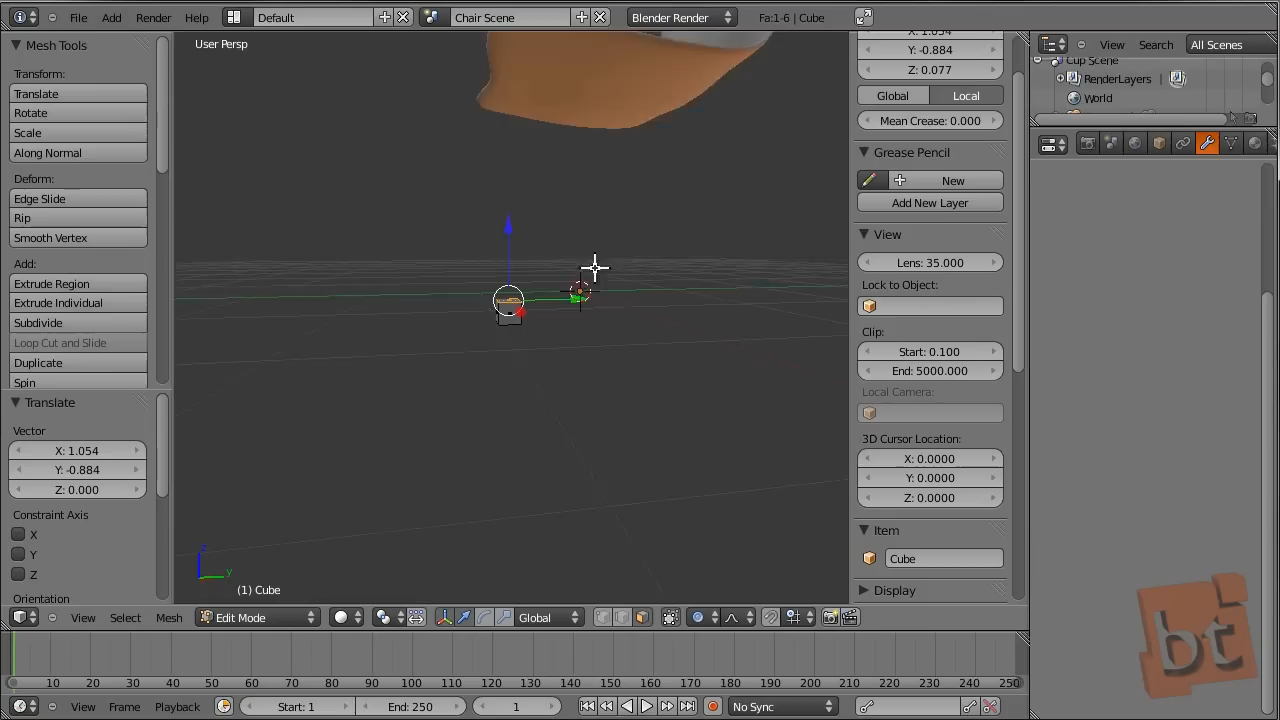 File Add Render Help Default Chair Scene Blender Render Fa:1-6 | Cube
Mesh Tools
Transform:
Translate
Rotate
Scale
Along Normal
Deform:
Edge Slide
Rip
Smooth Vertex
Add:
Extrude Region
Extrude Individual
Subdivide
Loop Cut and Slide
Duplicate
Spin
Translate
Vector
X: 1.054
Y: -0.884
Z: 0.000
Constraint Axis
X
Y
Z
Orientation
User Persp
z
y
(1) Cube
X: 1.054
Y: -0.884
Z: 0.077
Global Local
Mean Crease: 0.000
Grease Pencil
New
Add New Layer
View
Lens: 35.000
Lock to Object:
Clip:
Start: 0.100
End: 5000.000
Local Camera:
3D Cursor Location:
X: 0.0000
Y: 0.0000
Z: 0.0000
Item
Cube
Display
View Search All Scenes
Cup Scene
RenderLayers |
World
View Select Mesh Edit Mode Global
10 20 30 40 50 60 70 80 90 100 110 120 130 140 150 160 170 180 190 200 210 220 230 240 250
View Frame Playback Start: 1 End: 250 1 No Sync
bt